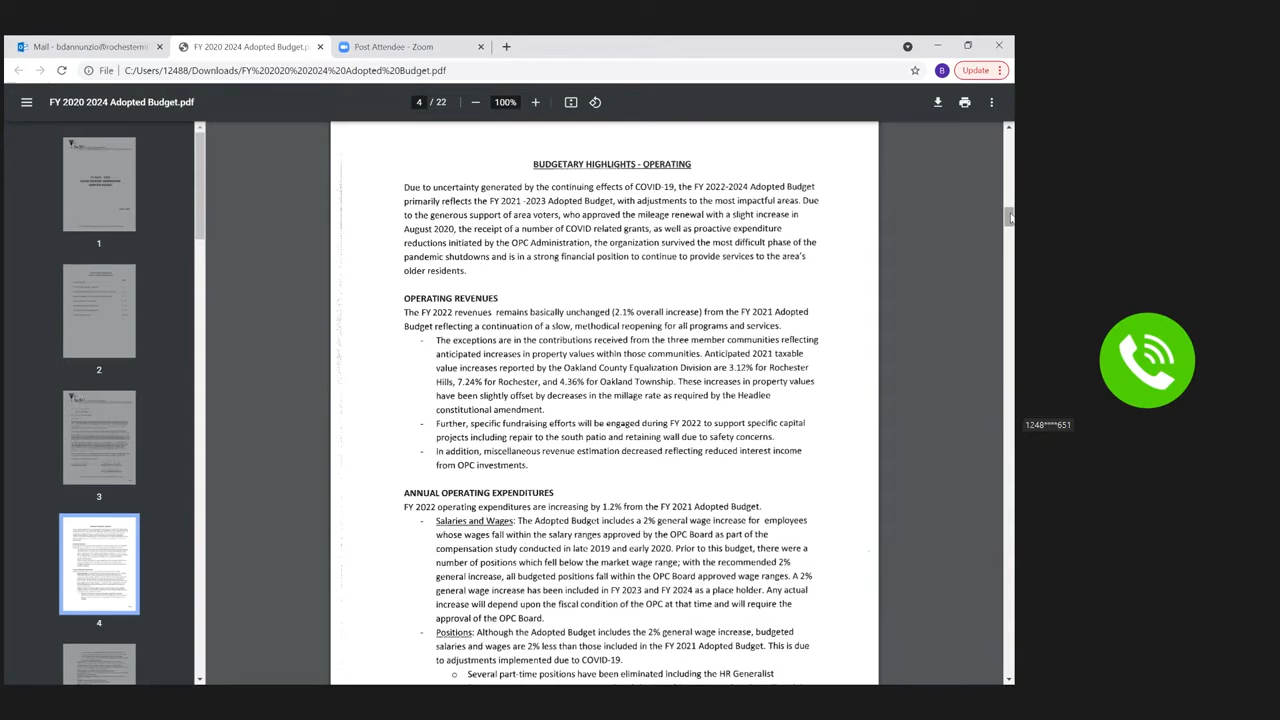 Mail - bdannunzio@rochestermi
FY 2020 2024 Adopted Budget.p
Post Attendee - Zoom
File
C:/Users/12488/Downloads/FY%202020%202024%20Adopted%20Budget.pdf
B
Update
FY 2020 2024 Adopted Budget.pdf
4 / 22
100%
1
2
3
4
BUDGETARY HIGHLIGHTS - OPERATING
Due to uncertainty generated by the continuing effects of COVID-19, the FY 2022-2024 Adopted Budget
primarily reflects the FY 2021 -2023 Adopted Budget, with adjustments to the most impactful areas. Due
to the generous support of area voters, who approved the mileage renewal with a slight increase in
August 2020, the receipt of a number of COVID related grants, as well as proactive expenditure
reductions initiated by the OPC Administration, the organization survived the most difficult phase of the
pandemic shutdowns and is in a strong financial position to continue to provide services to the area's
older residents.
OPERATING REVENUES
The FY 2022 revenues remains basically unchanged (2.1% overall increase) from the FY 2021 Adopted
Budget reflecting a continuation of a slow, methodical reopening for all programs and services.
- The exceptions are in the contributions received from the three member communities reflecting
anticipated increases in property values within those communities. Anticipated 2021 taxable
value increases reported by the Oakland County Equalization Division are 3.12% for Rochester
Hills, 7.24% for Rochester, and 4.36% for Oakland Township. These increases in property values
have been slightly offset by decreases in the millage rate as required by the Headlee
constitutional amendment.
- Further, specific fundraising efforts will be engaged during FY 2022 to support specific capital
projects including repair to the south patio and retaining wall due to safety concerns.
- In addition, miscellaneous revenue estimation decreased reflecting reduced interest income
from OPC investments.
ANNUAL OPERATING EXPENDITURES
FY 2022 operating expenditures are increasing by 1.2% from the FY 2021 Adopted Budget.
- Salaries and Wages: The Adopted Budget includes a 2% general wage increase for employees
whose wages fall within the salary ranges approved by the OPC Board as part of the
compensation study conducted in late 2019 and early 2020. Prior to this budget, there were a
number of positions which fell below the market wage range; with the recommended 2%
general increase, all budgeted positions fall within the OPC Board approved wage ranges. A 2%
general wage increase has been included in FY 2023 and FY 2024 as a place holder. Any actual
increase will depend upon the fiscal condition of the OPC at that time and will require the
approval of the OPC Board.
- Positions: Although the Adopted Budget includes the 2% general wage increase, budgeted
salaries and wages are 2% less than those included in the FY 2021 Adopted Budget. This is due
to adjustments implemented due to COVID-19.
o Several part-time positions have been eliminated including the HR Generalist
1248****651